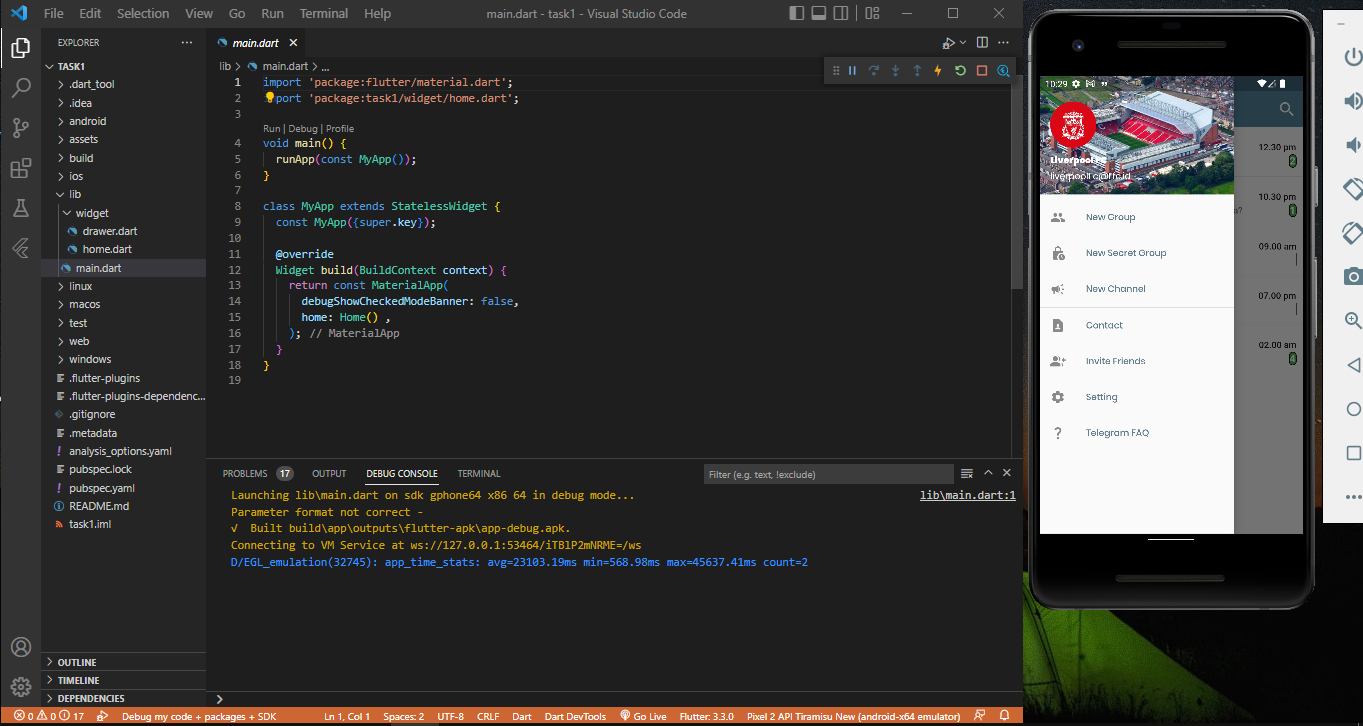 File Edit Selection View Go Run Terminal Help
main.dart - task1 - Visual Studio Code
EXPLORER
TASK1
.dart_tool
.idea
android
assets
build
ios
lib
widget
drawer.dart
home.dart
main.dart
linux
macos
test
web
windows
.flutter-plugins
.flutter-plugins-dependenc...
.gitignore
.metadata
analysis_options.yaml
pubspec.lock
pubspec.yaml
README.md
task1.iml
OUTLINE
TIMELINE
DEPENDENCIES
main.dart
lib > main.dart > ...
1 import 'package:flutter/material.dart';
2 port 'package:task1/widget/home.dart';
3
Run | Debug | Profile
4 void main() {
5 runApp(const MyApp());
6 }
7
8 class MyApp extends StatelessWidget {
9 const MyApp({super.key});
10
11 @override
12 Widget build(BuildContext context) {
13 return const MaterialApp(
14 debugShowCheckedModeBanner: false,
15 home: Home() ,
16 ); // MaterialApp
17 }
18 }
19
PROBLEMS 17 OUTPUT DEBUG CONSOLE TERMINAL
Filter (e.g. text, !exclude)
Launching lib\main.dart on sdk gphone64 x86 64 in debug mode...
lib\main.dart:1
Parameter format not correct -
√ Built build\app\outputs\flutter-apk\app-debug.apk.
Connecting to VM Service at ws://127.0.0.1:53464/iTBlP2mNRME=/ws
D/EGL_emulation(32745): app_time_stats: avg=23103.19ms min=568.98ms max=45637.41ms count=2
0 0 17 Debug my code + packages + SDK
Ln 1, Col 1 Spaces: 2 UTF-8 CRLF Dart Dart DevTools Go Live Flutter: 3.3.0 Pixel 2 API Tiramisu New (android-x64 emulator)
10:29
Liverpool FC
New Group
New Secret Group
New Channel
Contact
Invite Friends
Setting
Telegram FAQ
12.30 pm
2
10.30 pm
1
09.00 am
07.00 pm
02.00 am
4